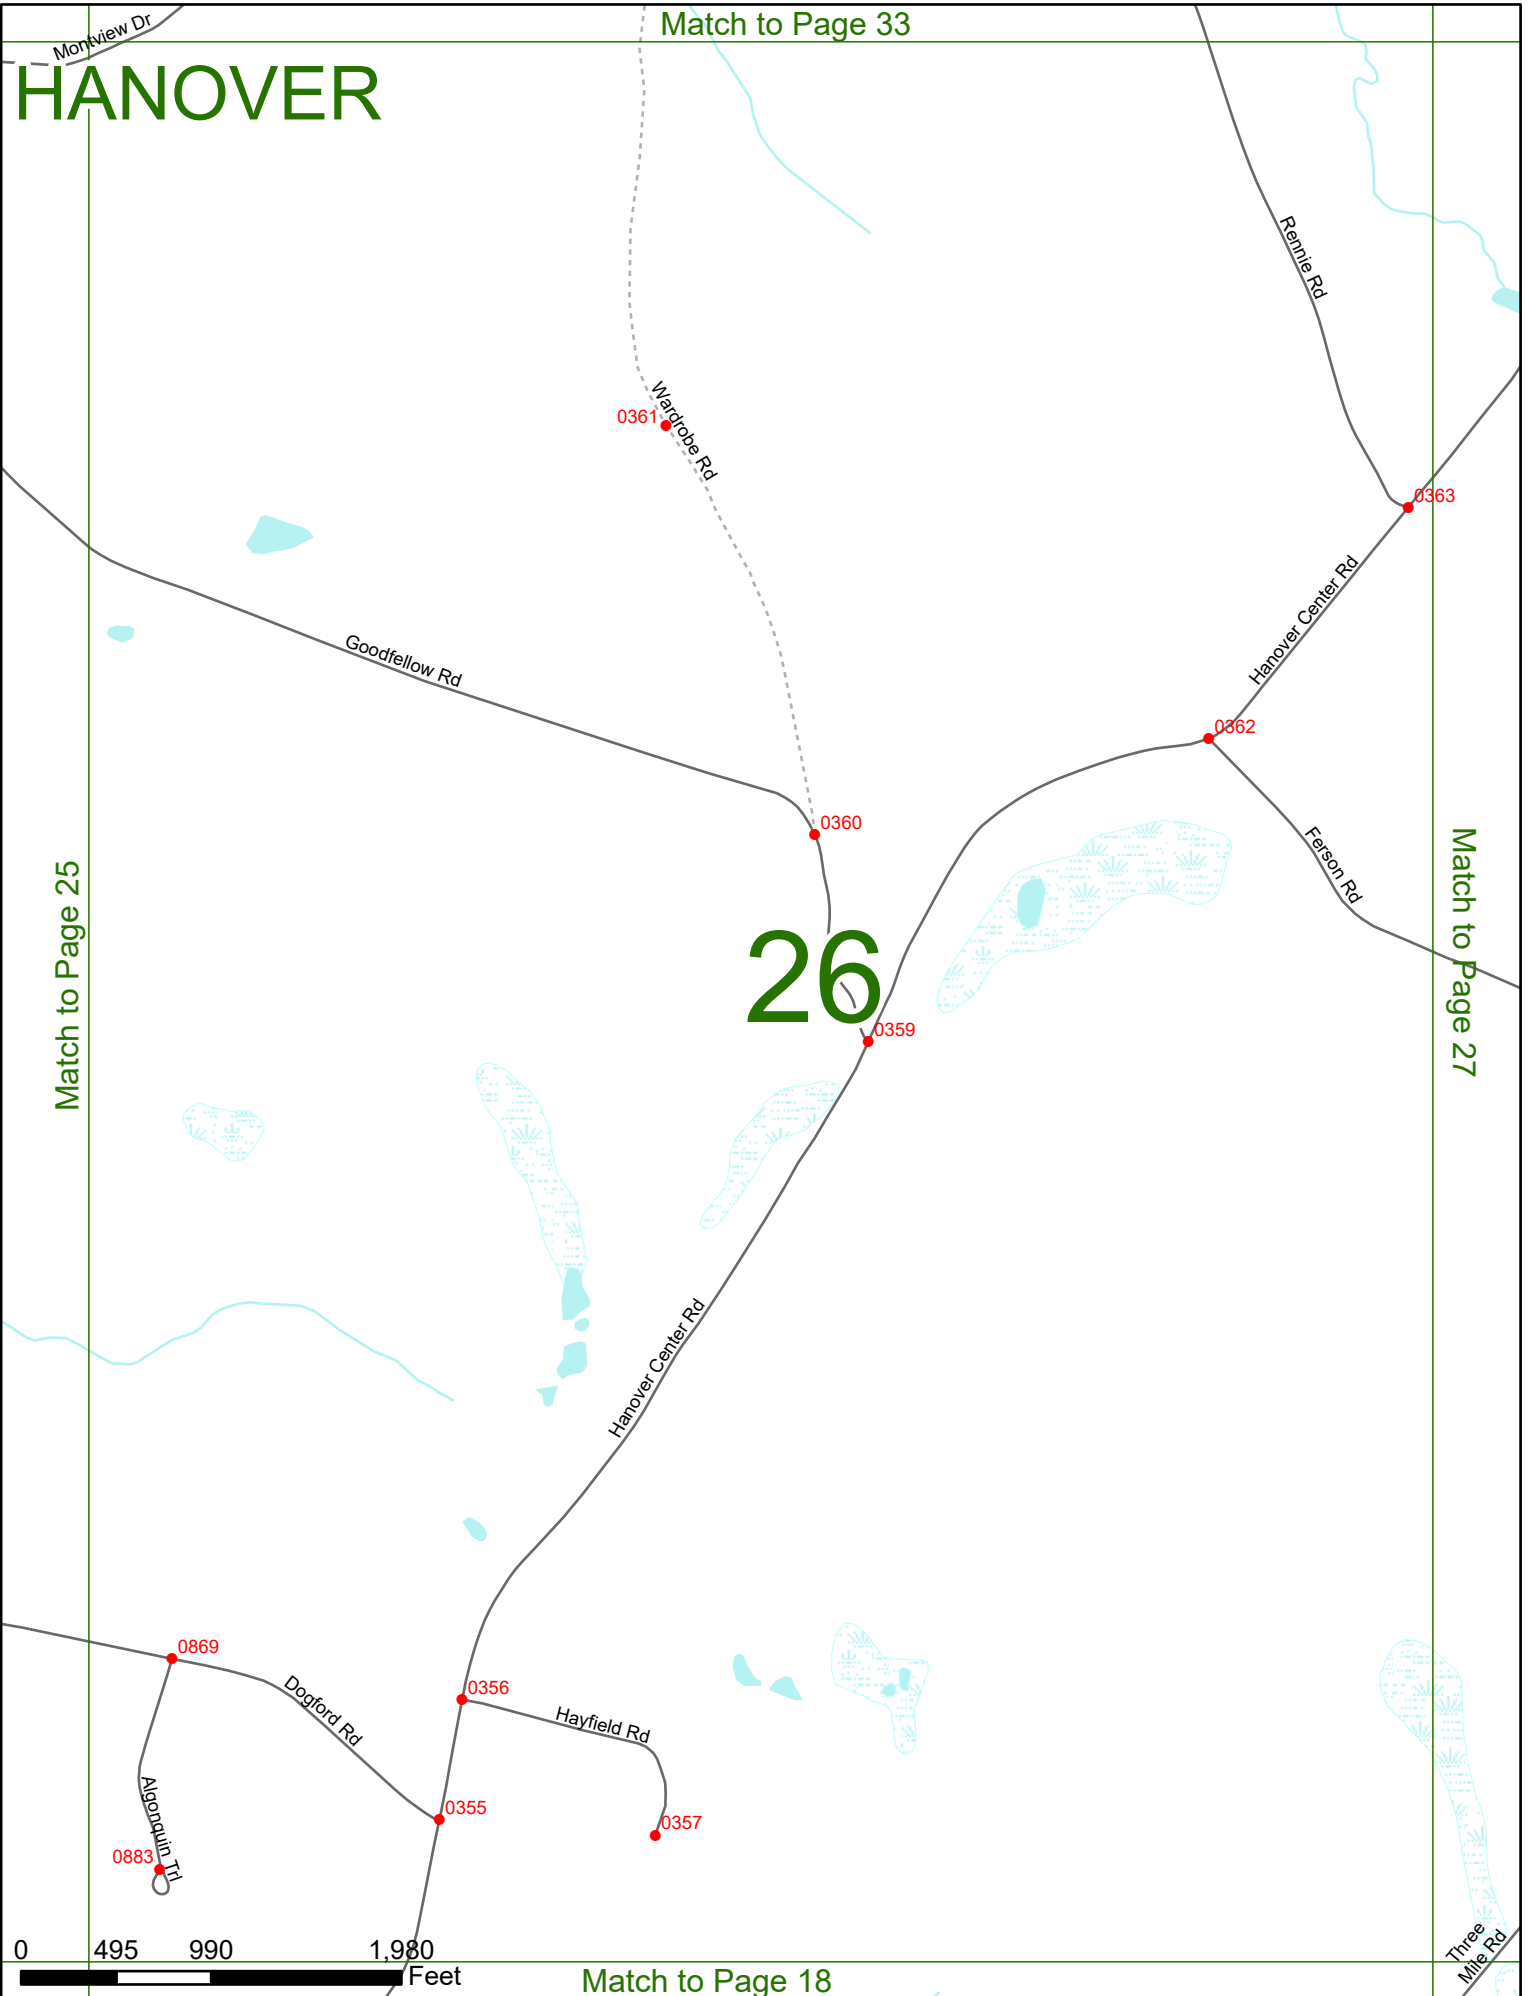 Match to Page 33
Montview Dr
HANOVER
Rennie Rd
Wardrobe Rd
0361
0363
Hanover Center Rd
Goodfellow Rd
0362
0360
Ferson Rd
Match to Page 25
Match to Page 27
26
0359
Hanover Center Rd
0869
Dogford Rd
0356
Hayfield Rd
Algonquin Trl
0355
0357
0883
Three
Mile Rd
0 495 990 1,980
Feet
Match to Page 18